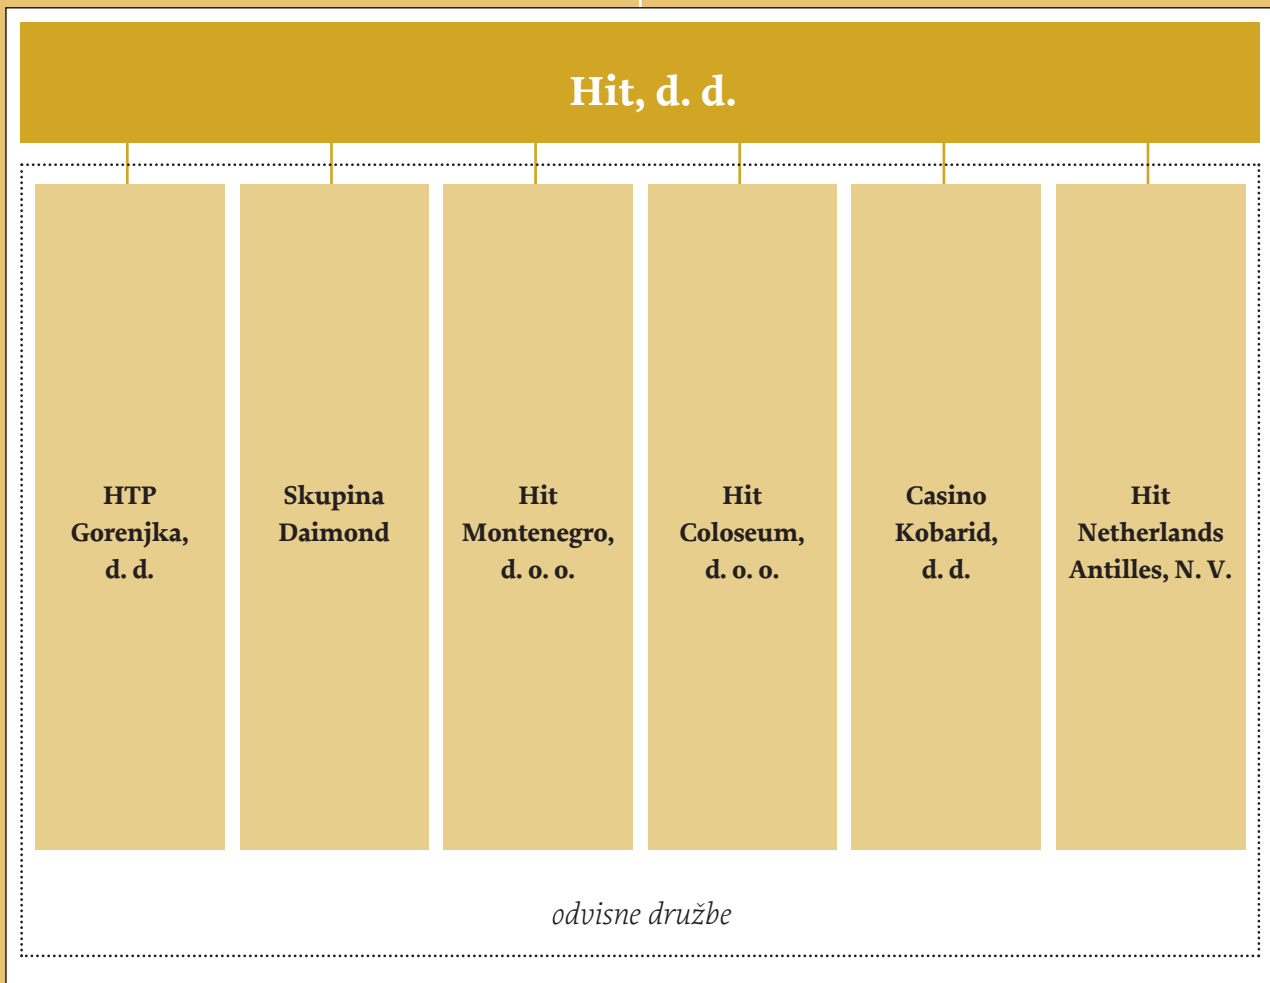 Hit, d. d.
HTP
Gorenjka,
d. d.
Skupina
Daimond
Hit
Montenegro,
d. o. o.
Hit
Coloseum,
d. o. o.
Casino
Kobarid,
d. d.
Hit
Netherlands
Antilles, N. V.
odvisne družbe